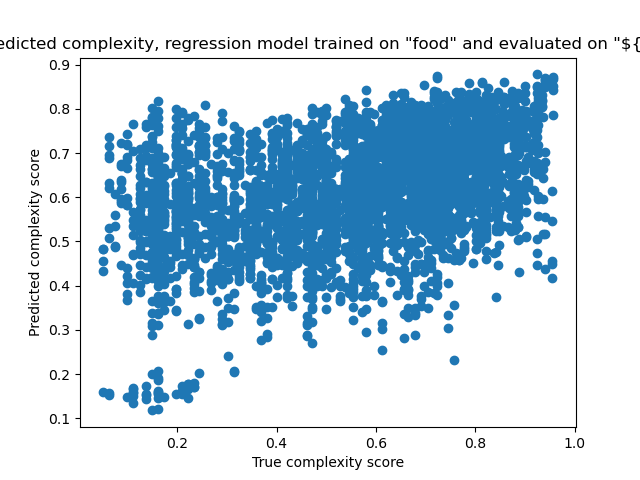 edicted complexity, regression model trained on "food" and evaluated on "${
0.9
0.8
0.7
0.6
0.5
0.4
0.3
0.2
0.1
Predicted complexity score
0.2 0.4 0.6 0.8 1.0
True complexity score